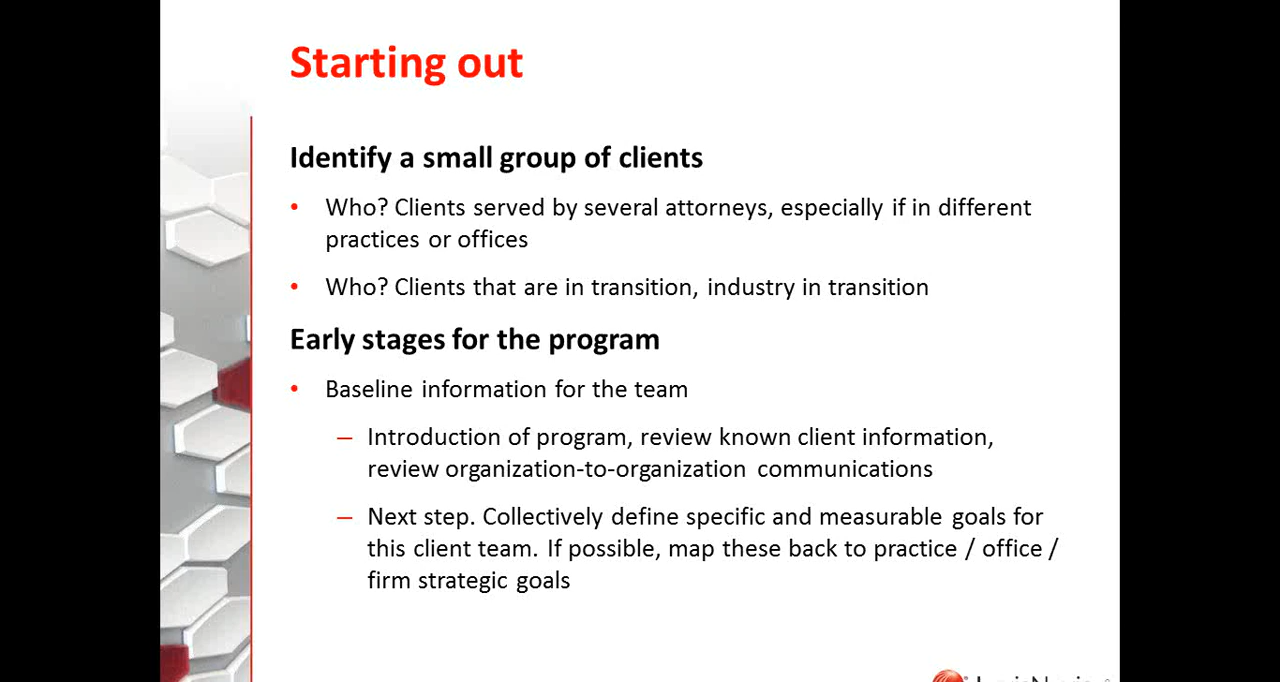 Starting out
Identify a small group of clients
• Who? Clients served by several attorneys, especially if in different
practices or offices
• Who? Clients that are in transition, industry in transition
Early stages for the program
• Baseline information for the team
– Introduction of program, review known client information,
review organization-to-organization communications
– Next step. Collectively define specific and measurable goals for
this client team. If possible, map these back to practice / office /
firm strategic goals